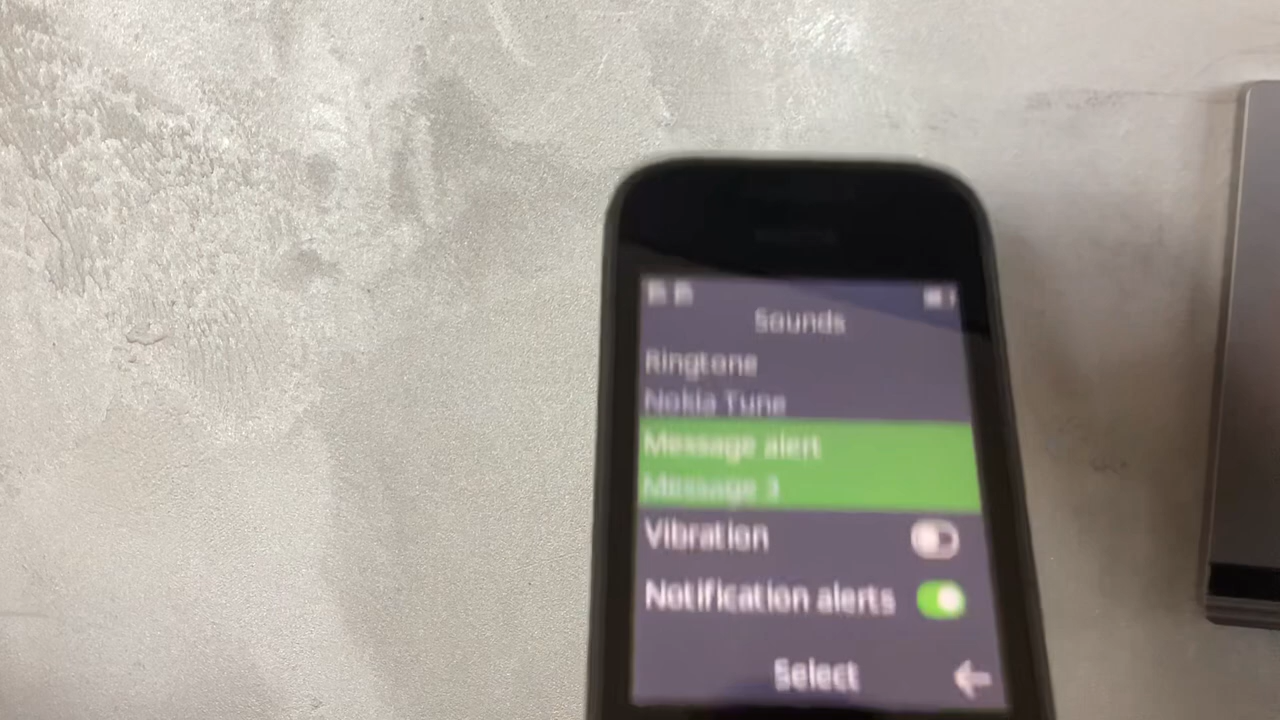 Sounds
Ringtone
Nokia Tune
Message alert
Message 3
Vibration
Notification alerts
Select